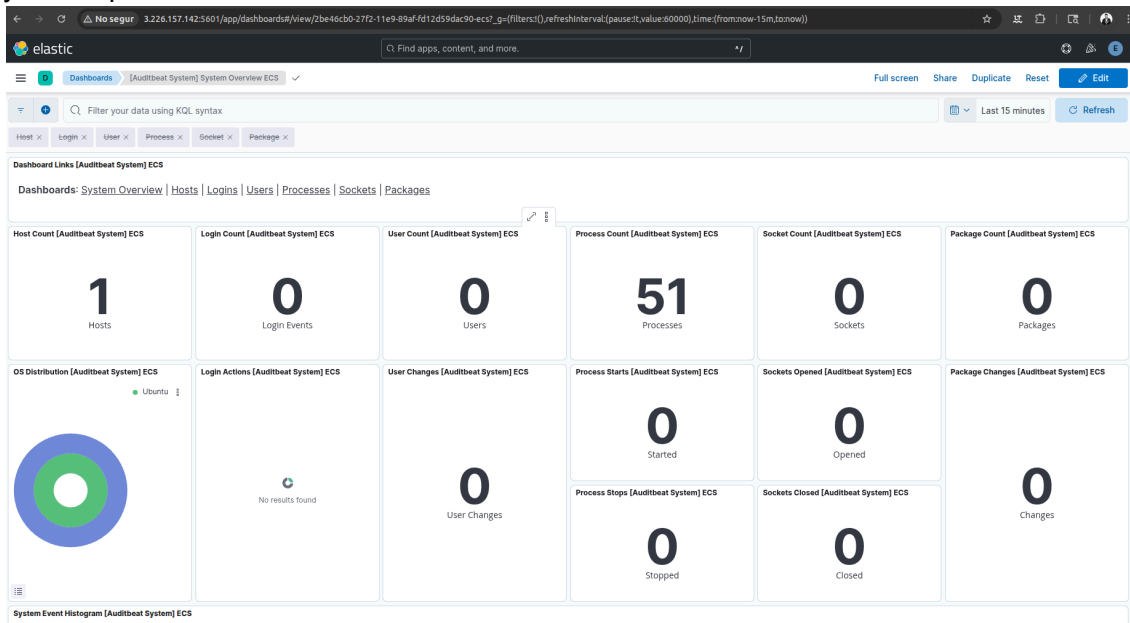 No segur 3.226.157.142:5601/app/dashboards#/view/2be46cb0-27f2-11e9-89af-fd12d59dac90-ecs?_g=(filters:!(),refreshInterval:(pause:!t,value:60000),time:(from:now-15m,to:now))
elastic
Find apps, content, and more.
^/
E
D
Dashboards
[Auditbeat System] System Overview ECS
Full screen
Share
Duplicate
Reset
Edit
Filter your data using KQL syntax
Last 15 minutes
Refresh
Host ×
Login ×
User ×
Process ×
Socket ×
Package ×
Dashboard Links [Auditbeat System] ECS
Dashboards: System Overview | Hosts | Logins | Users | Processes | Sockets | Packages
Host Count [Auditbeat System] ECS
1
Hosts
Login Count [Auditbeat System] ECS
0
Login Events
User Count [Auditbeat System] ECS
0
Users
Process Count [Auditbeat System] ECS
51
Processes
Socket Count [Auditbeat System] ECS
0
Sockets
Package Count [Auditbeat System] ECS
0
Packages
OS Distribution [Auditbeat System] ECS
Ubuntu
Login Actions [Auditbeat System] ECS
No results found
User Changes [Auditbeat System] ECS
0
User Changes
Process Starts [Auditbeat System] ECS
0
Started
Process Stops [Auditbeat System] ECS
0
Stopped
Sockets Opened [Auditbeat System] ECS
0
Opened
Sockets Closed [Auditbeat System] ECS
0
Closed
Package Changes [Auditbeat System] ECS
0
Changes
System Event Histogram [Auditbeat System] ECS